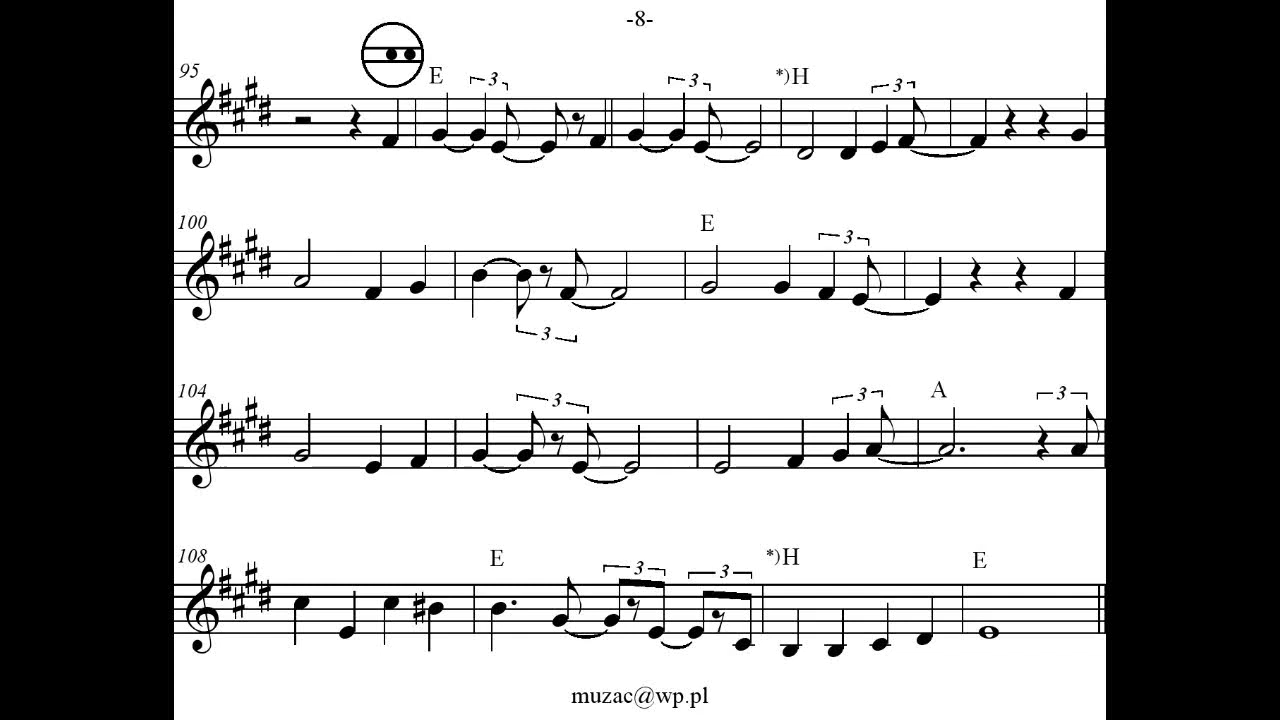 -8-
95 E 3 3 *)H 3
100 3 E 3
104 3 3 A 3
108 E 3 3 *)H E
muzac@wp.pl